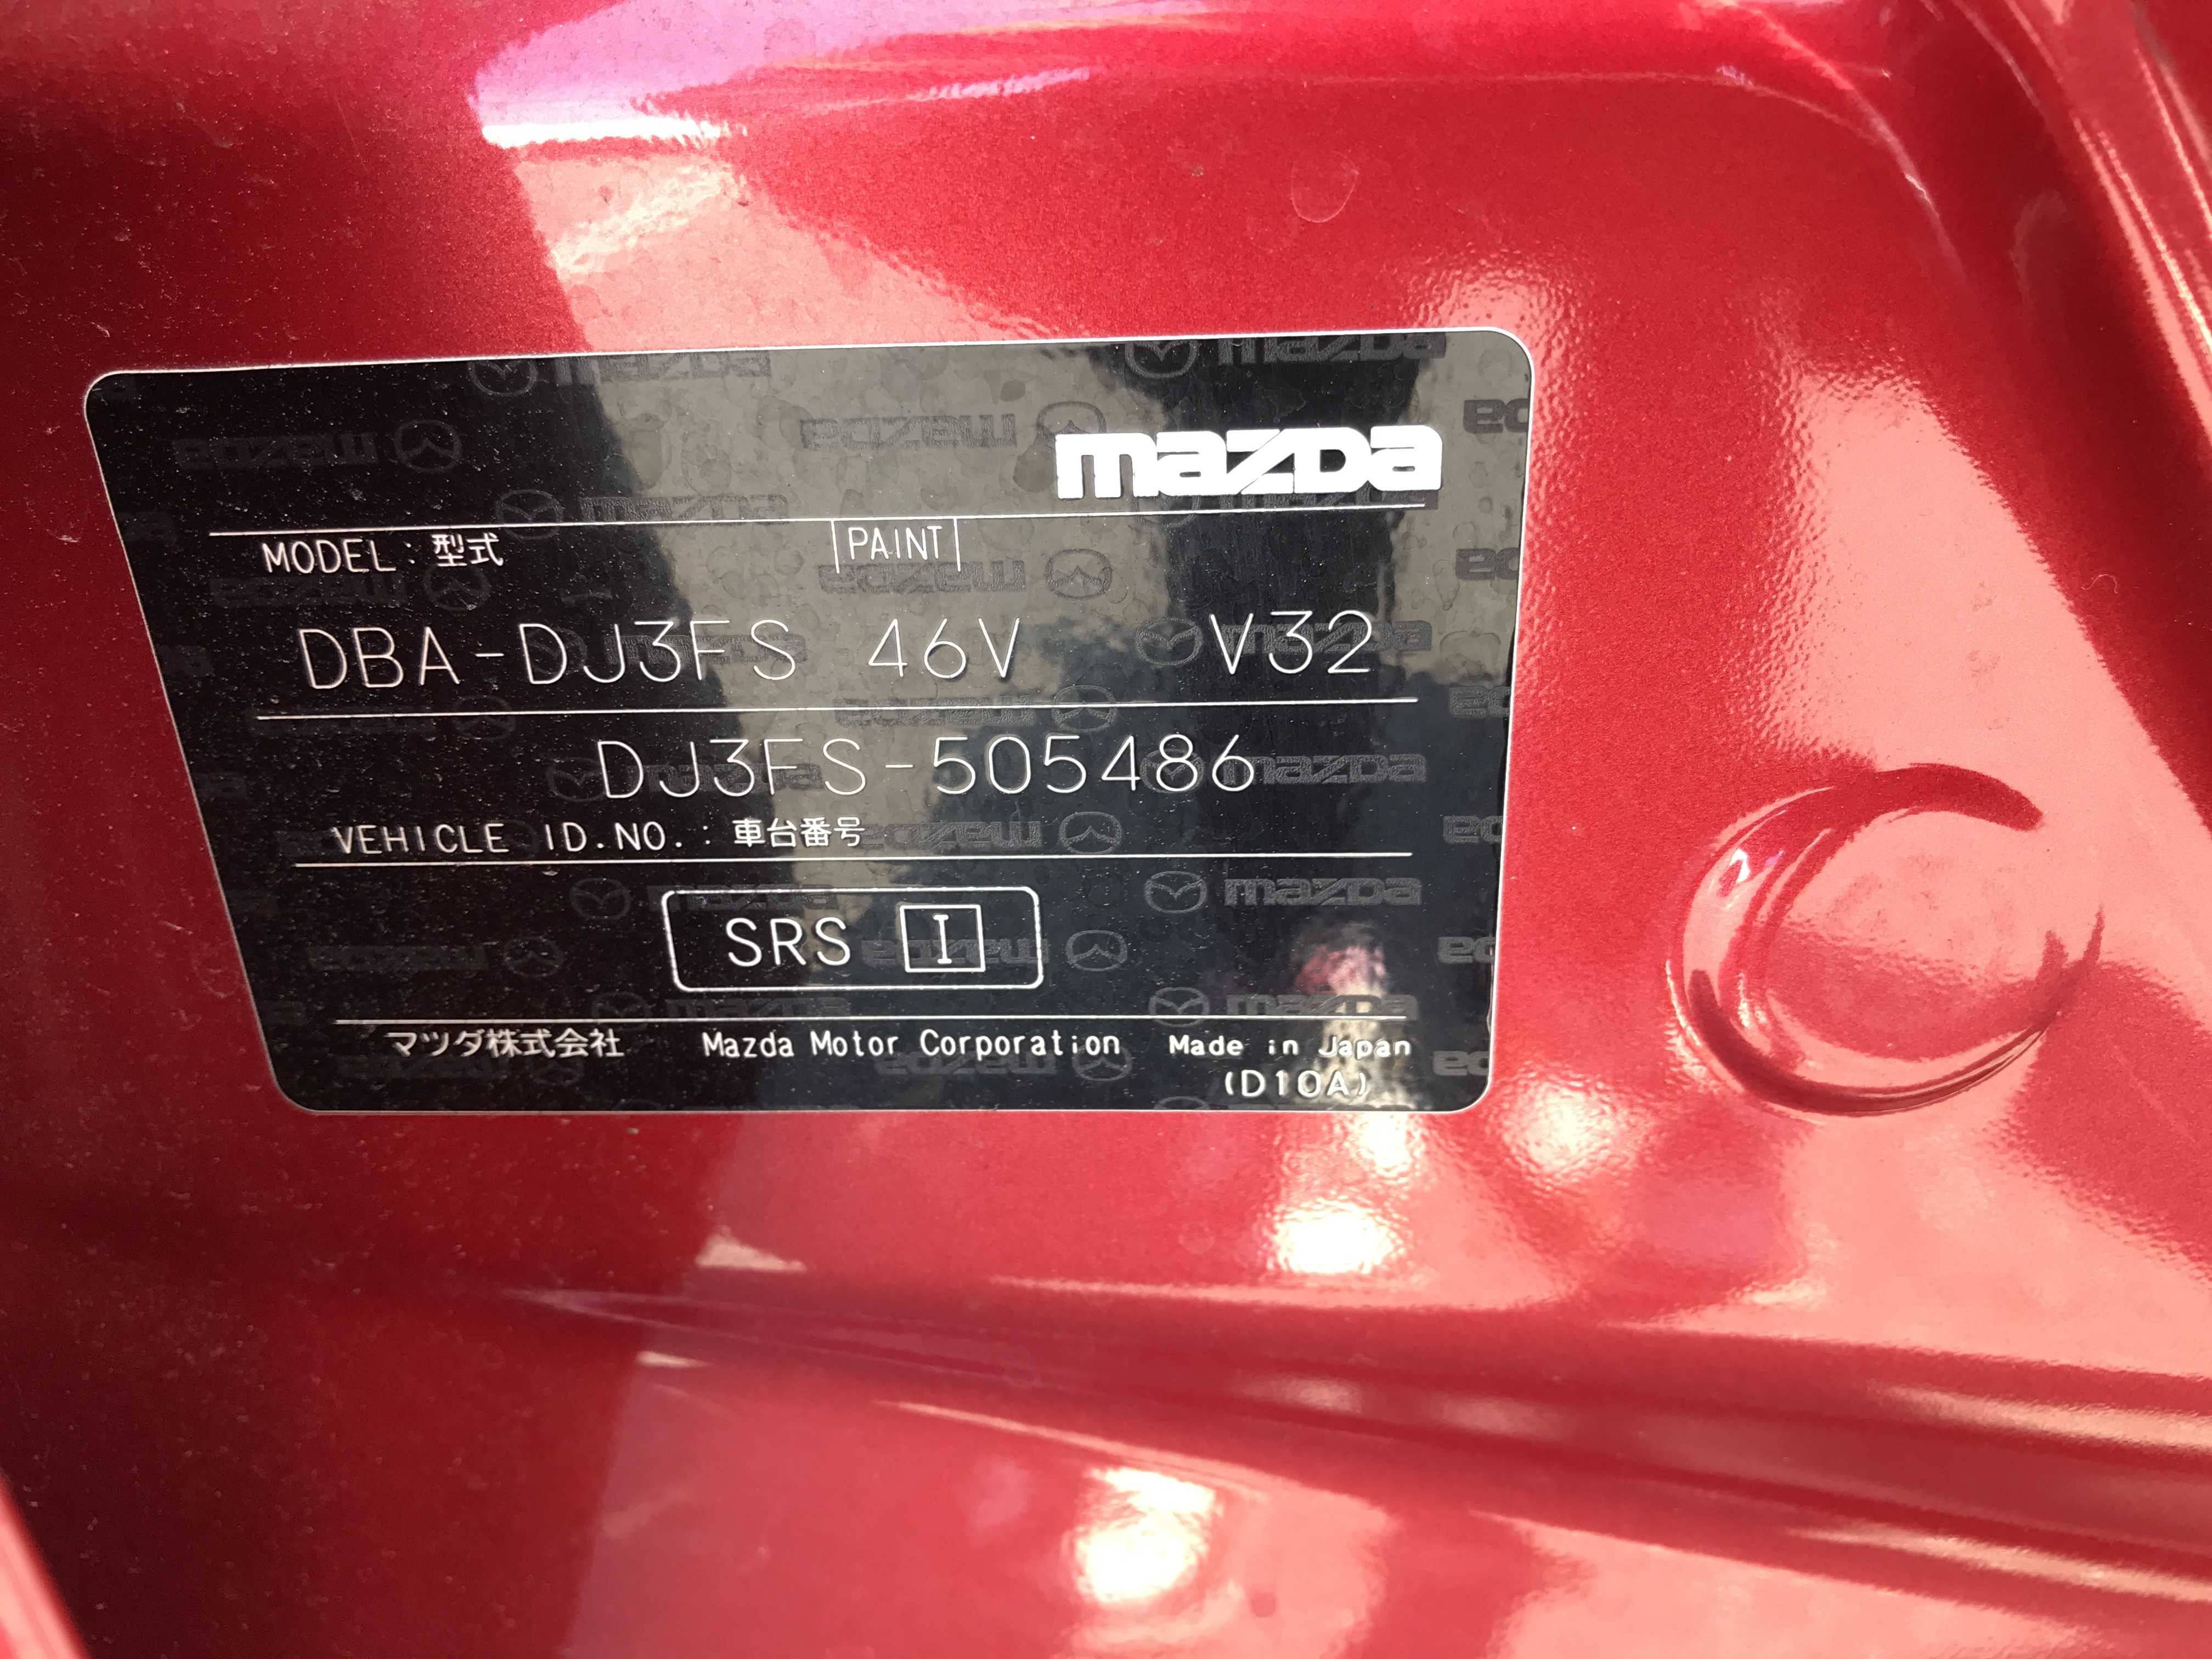 mazda
MODEL : 型式 PAINT
DBA-DJ3FS 46V V32
DJ3FS-505486
VEHICLE ID.NO. : 車台番号
SRS I
マツダ株式会社 Mazda Motor Corporation Made in Japan
(D10A)